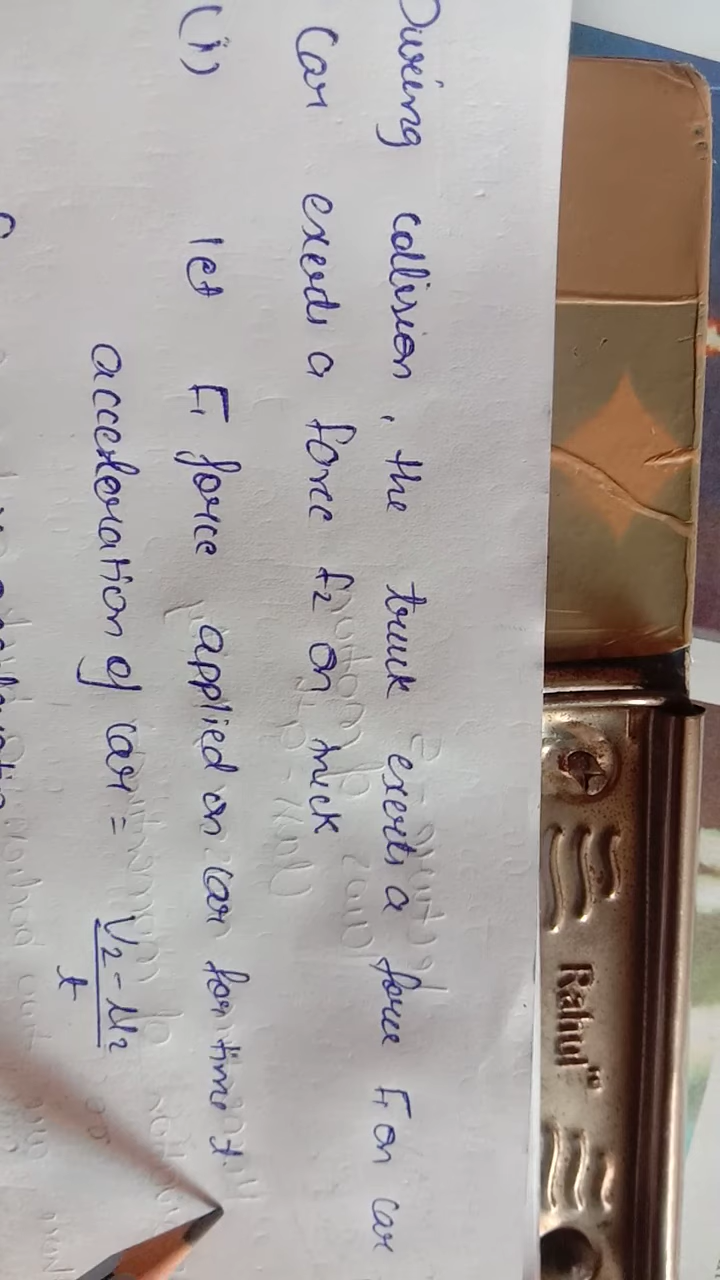 During collision, the truck exerts a force F₁ on car
Car exerts a force f₂ on truck
(i) let F₁ force applied on car for time t.
acceleration of car = V₂ - u₂ / t
Rahul